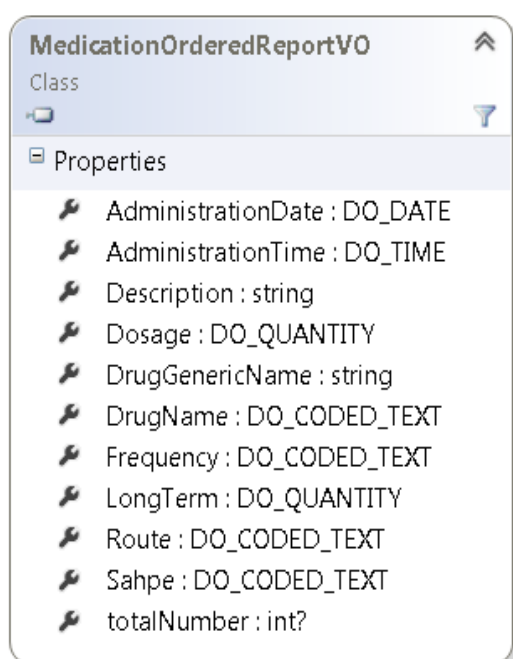 MedicationOrderedReportVO
Class
Properties
AdministrationDate : DO_DATE
AdministrationTime : DO_TIME
Description : string
Dosage : DO_QUANTITY
DrugGenericName : string
DrugName : DO_CODED_TEXT
Frequency : DO_CODED_TEXT
LongTerm : DO_QUANTITY
Route : DO_CODED_TEXT
Sahpe : DO_CODED_TEXT
totalNumber : int?